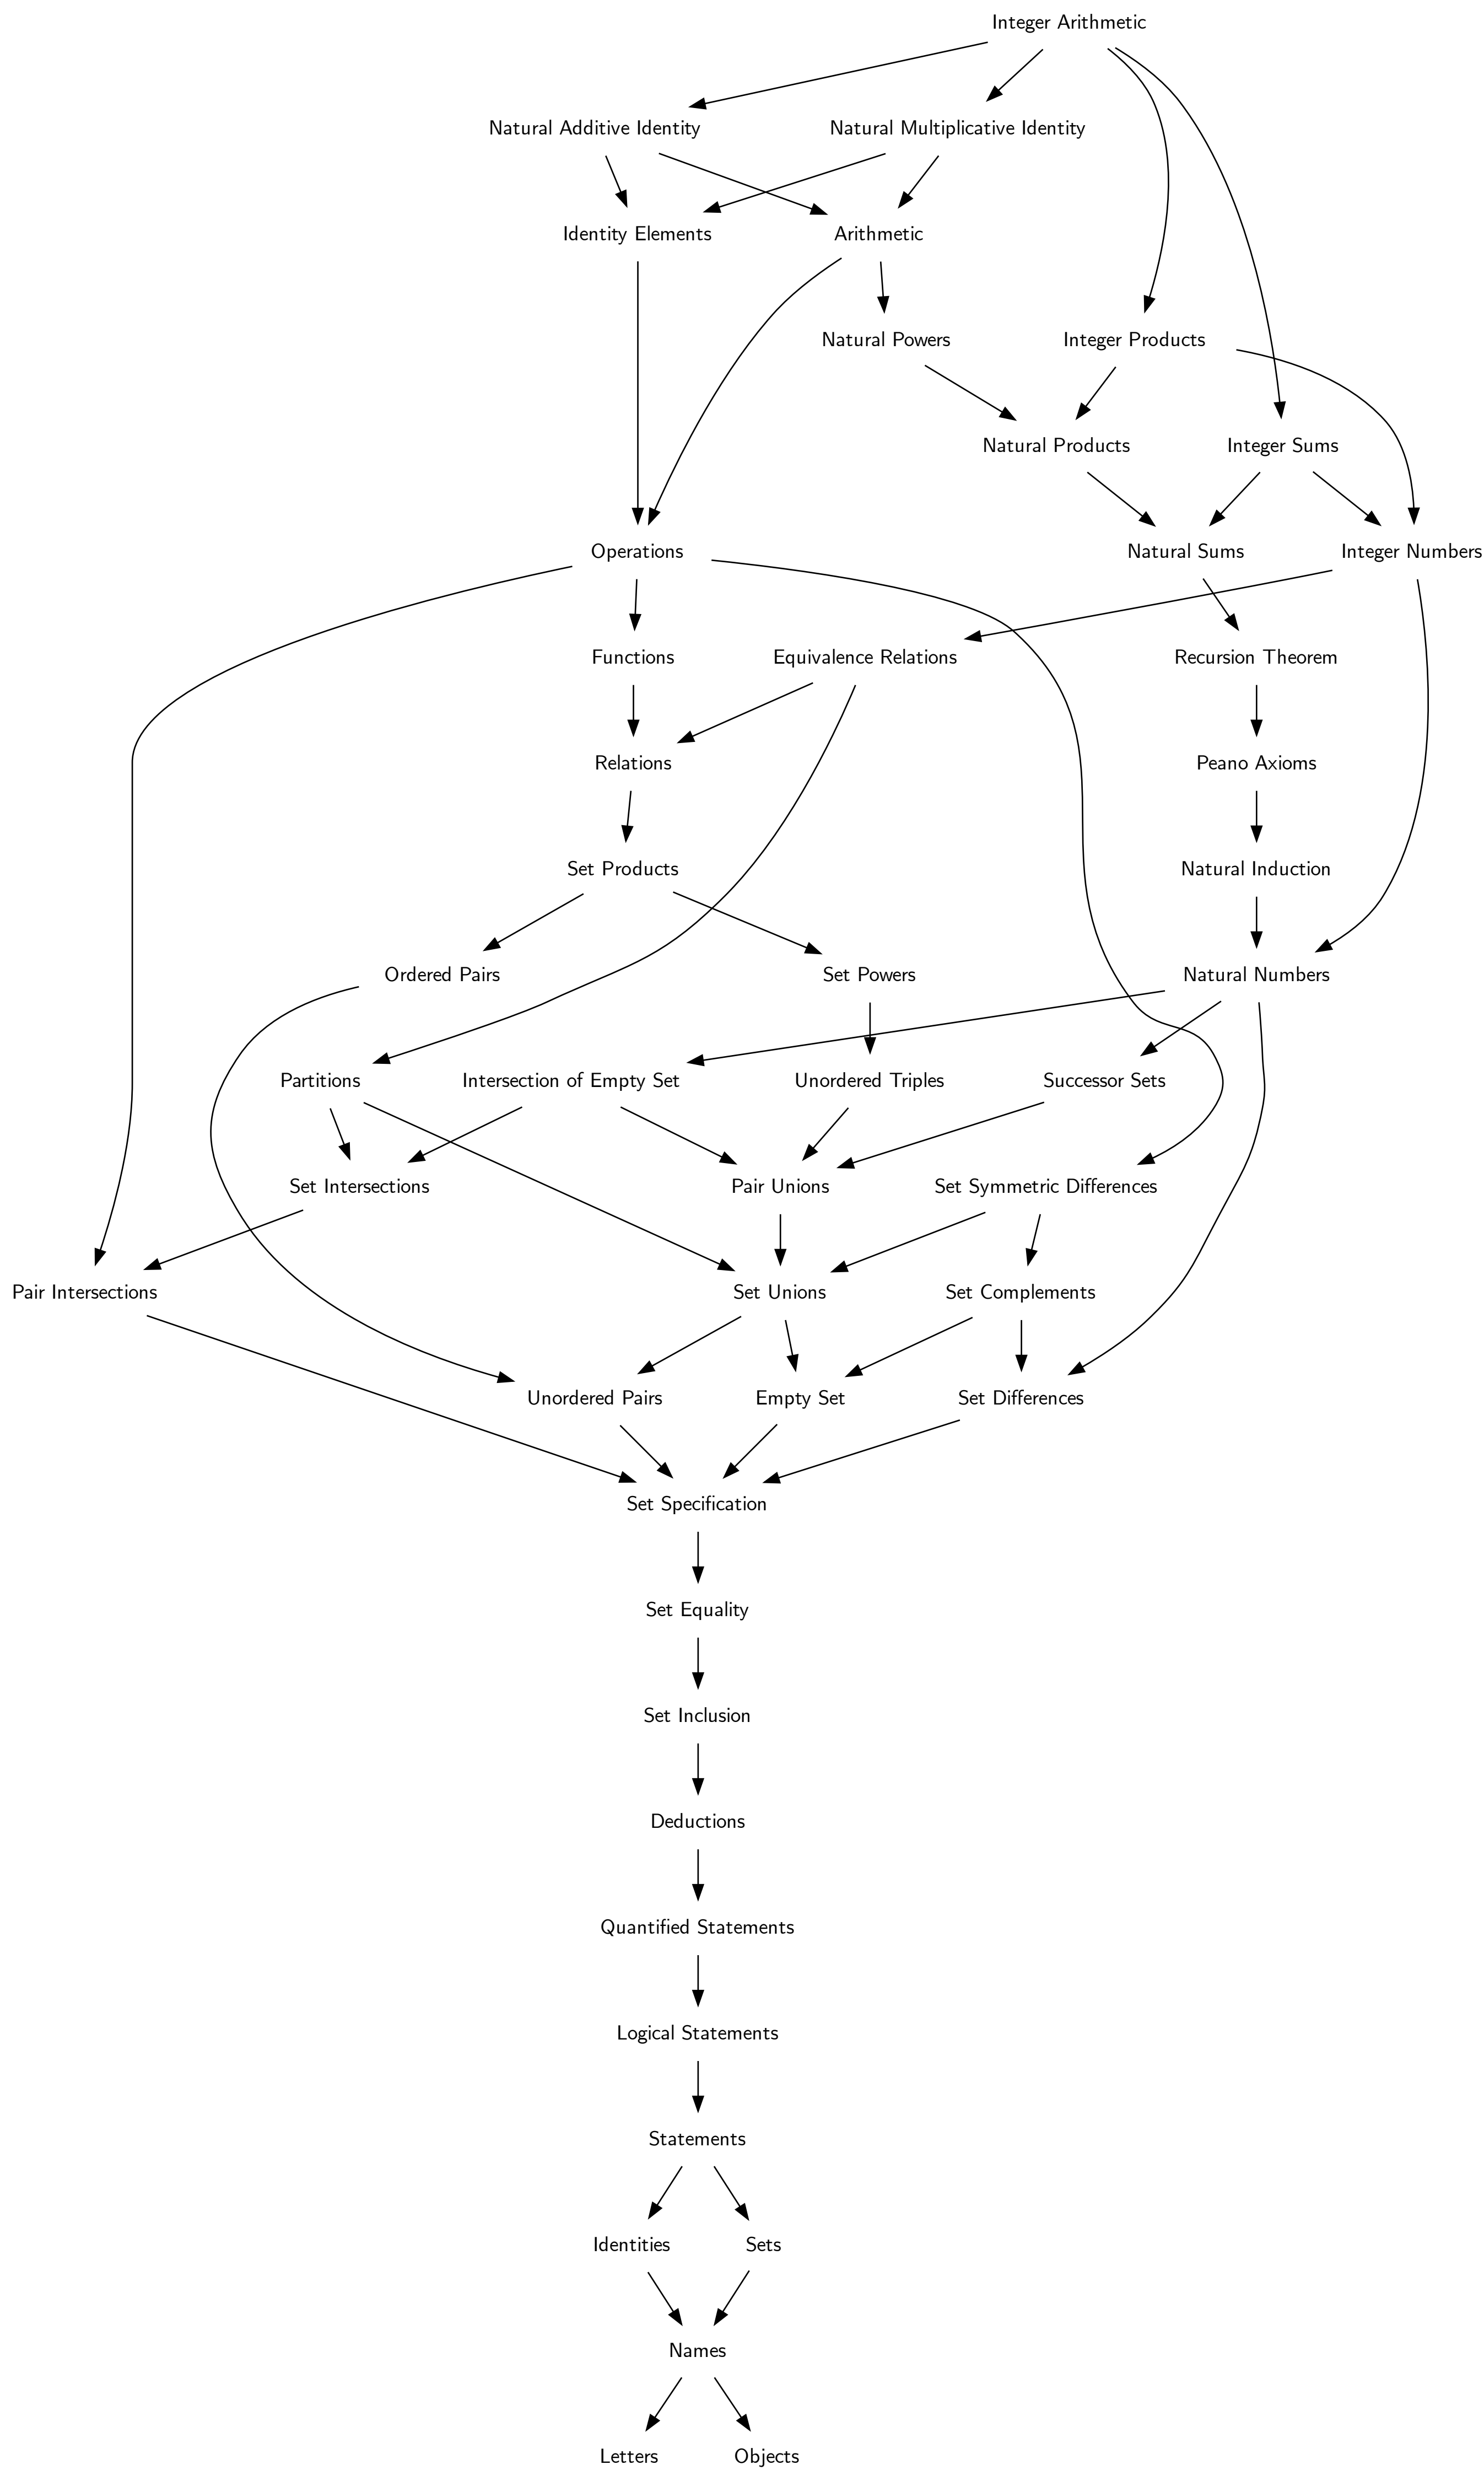 Integer Arithmetic
Natural Additive Identity
Natural Multiplicative Identity
Identity Elements
Arithmetic
Natural Powers
Integer Products
Natural Products
Integer Sums
Operations
Natural Sums
Integer Numbers
Functions
Equivalence Relations
Recursion Theorem
Relations
Peano Axioms
Set Products
Natural Induction
Ordered Pairs
Set Powers
Natural Numbers
Partitions
Intersection of Empty Set
Unordered Triples
Successor Sets
Set Intersections
Pair Unions
Set Symmetric Differences
Pair Intersections
Set Unions
Set Complements
Unordered Pairs
Empty Set
Set Differences
Set Specification
Set Equality
Set Inclusion
Deductions
Quantified Statements
Logical Statements
Statements
Identities
Sets
Names
Letters
Objects